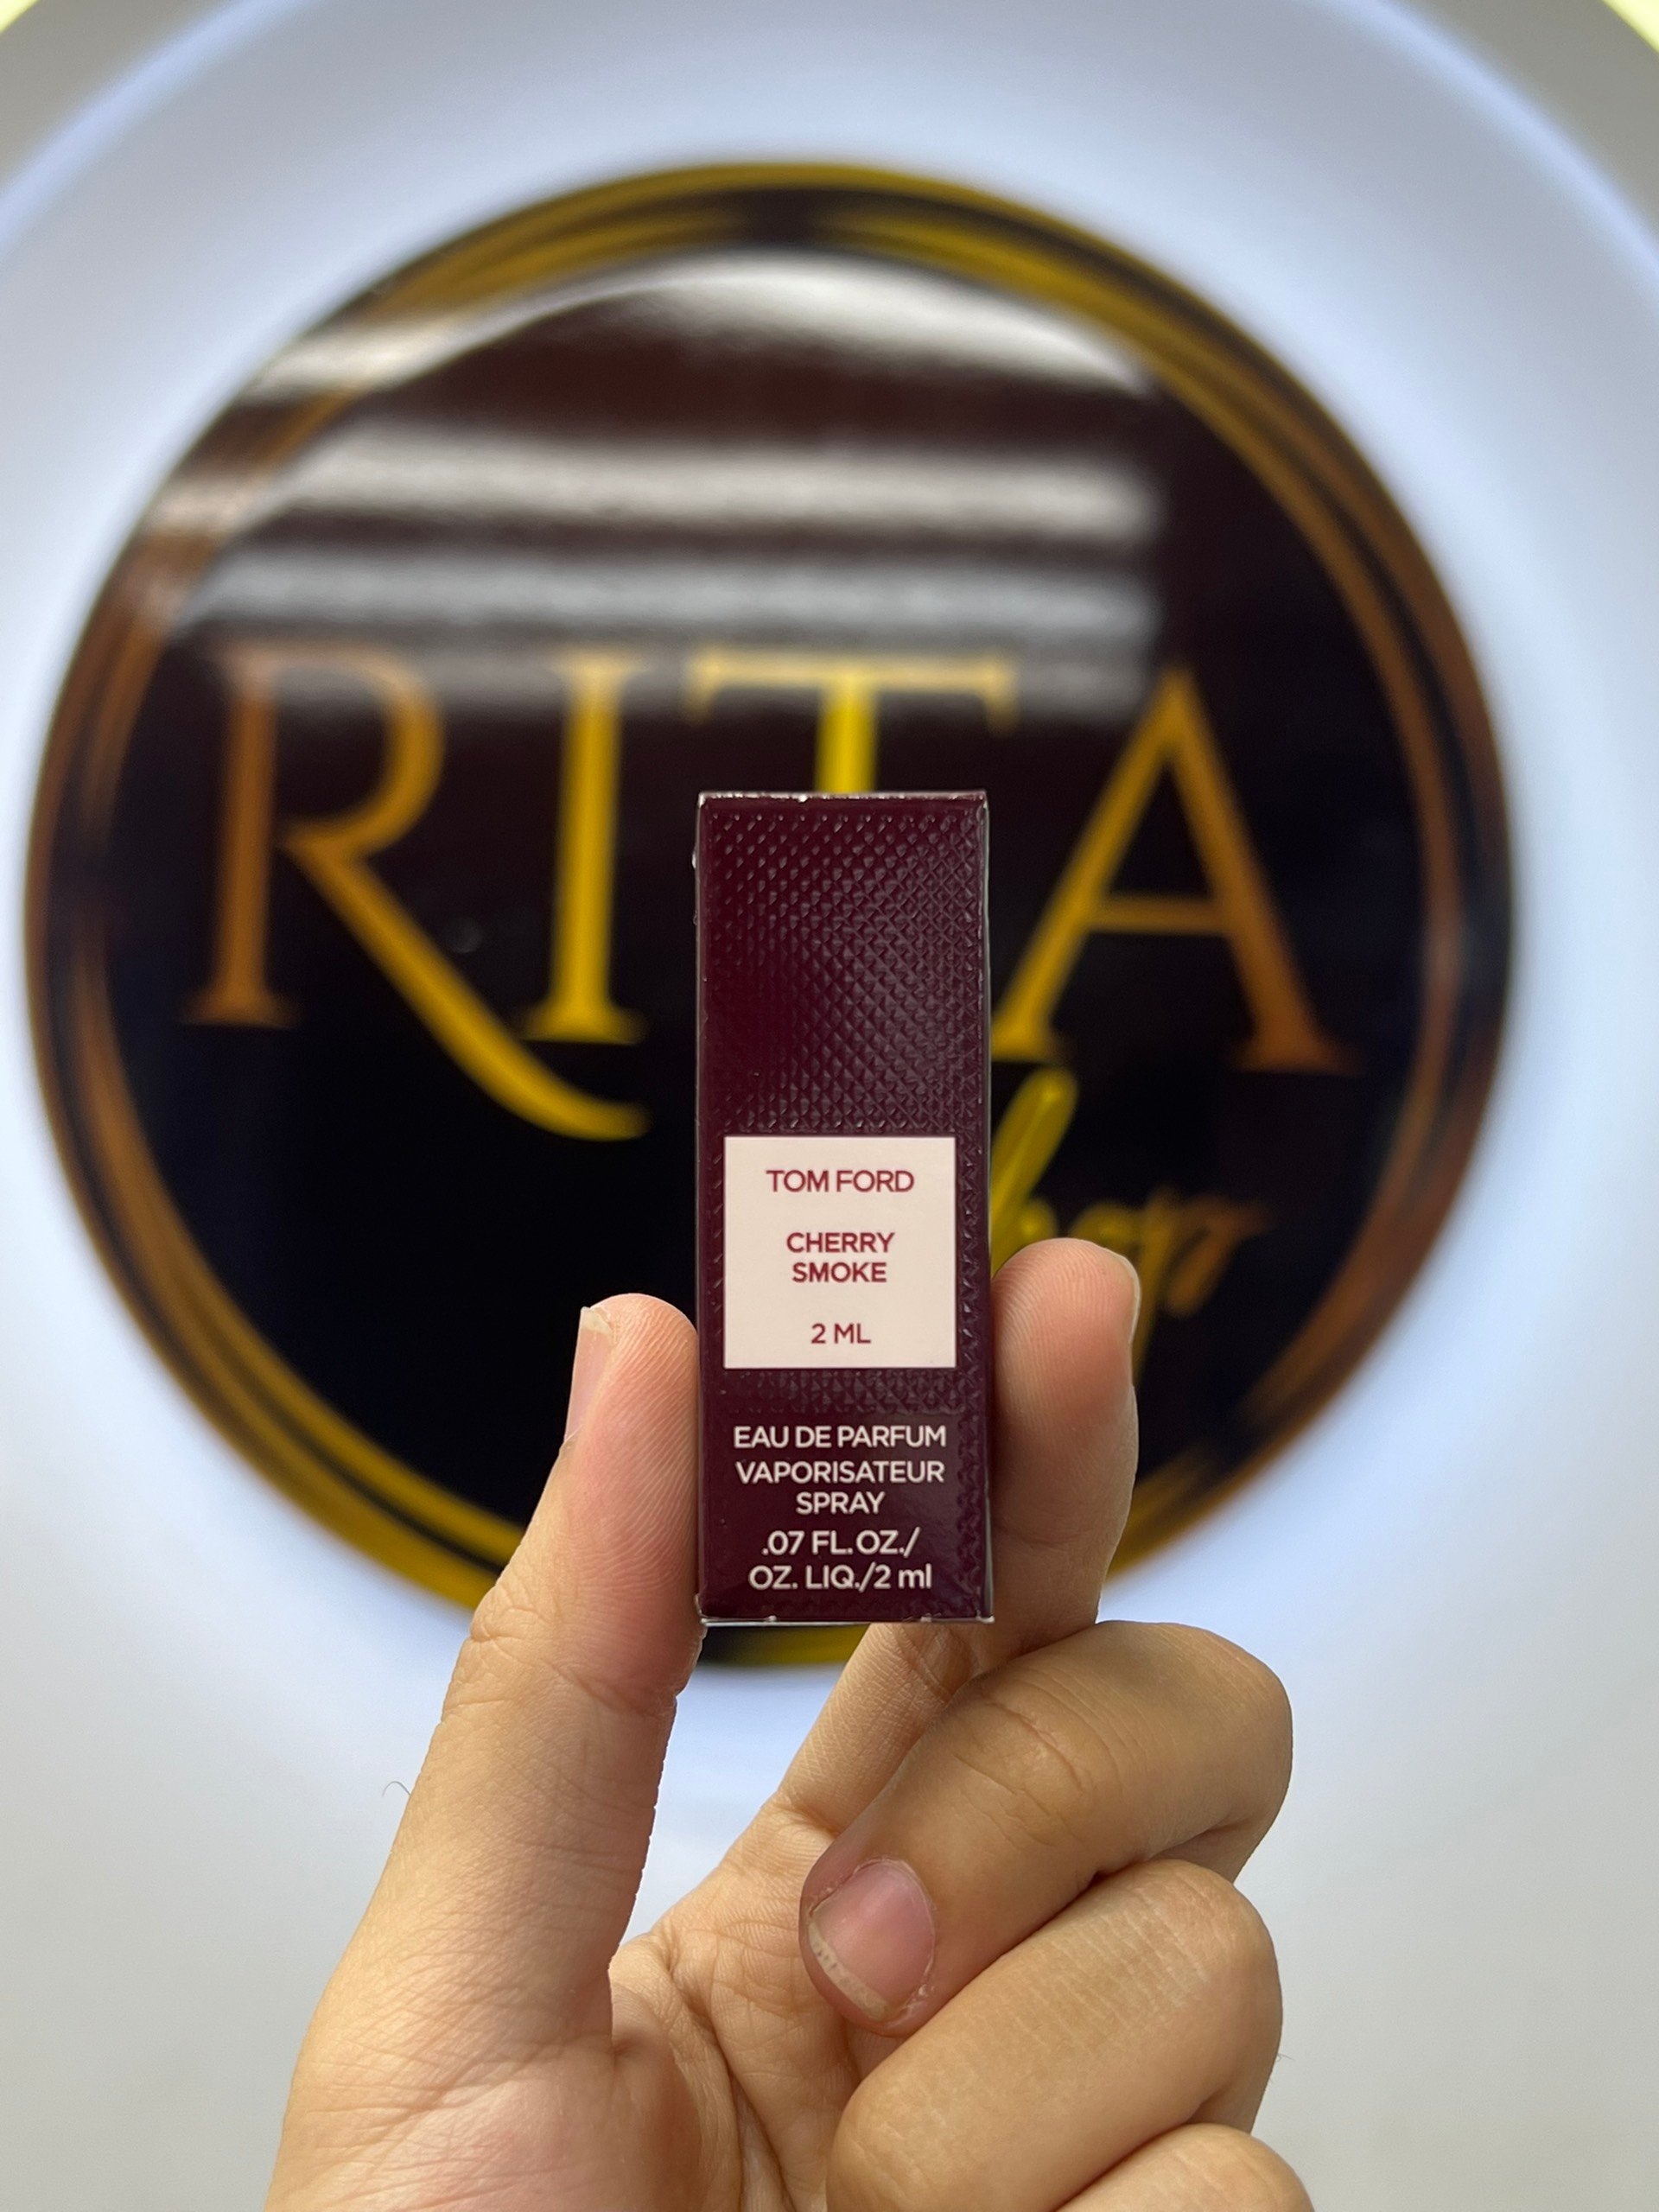 RITA
Shop
TOM FORD
CHERRY
SMOKE
2 ML
EAU DE PARFUM
VAPORISATEUR
SPRAY
.07 FL. OZ./
OZ. LIQ./2 ml